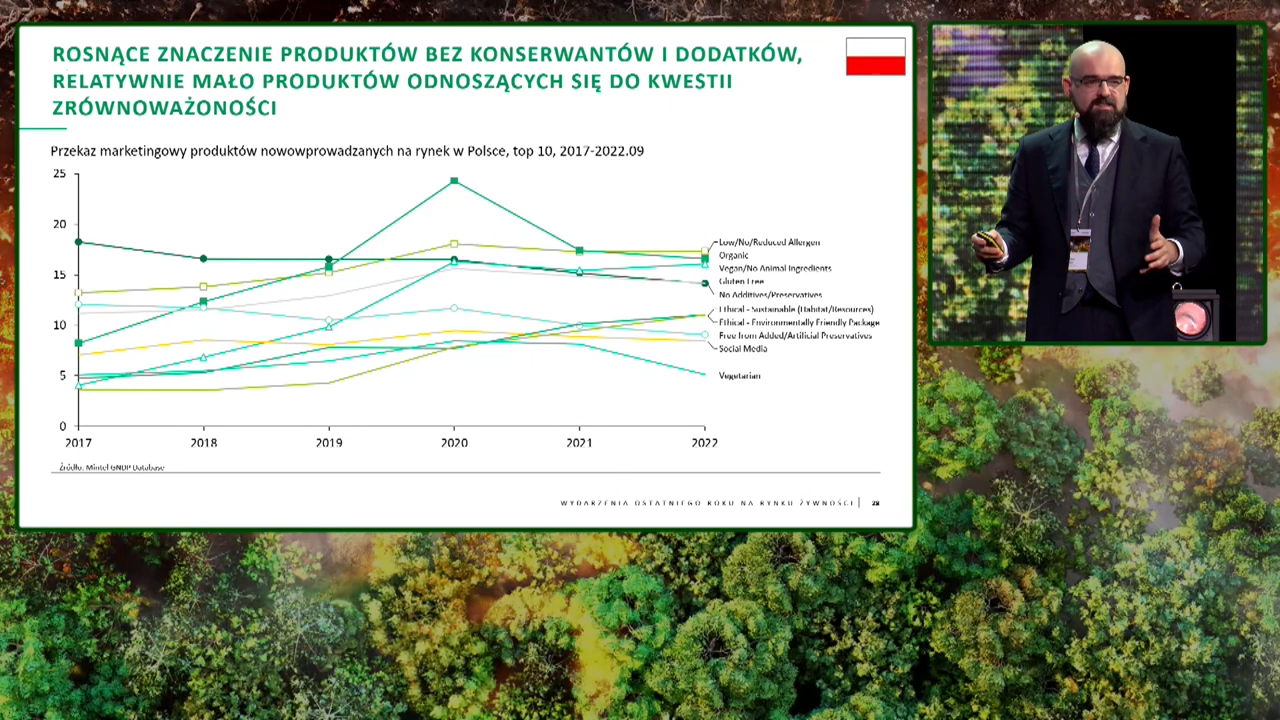 ROSNĄCE ZNACZENIE PRODUKTÓW BEZ KONSERWANTÓW I DODATKÓW,
RELATYWNIE MAŁO PRODUKTÓW ODNOSZĄCYCH SIĘ DO KWESTII
ZRÓWNOWAŻONOŚCI
Przekaz marketingowy produktów nowowprowadzanych na rynek w Polsce, top 10, 2017-2022.09
25
20
15
10
5
0
2017 2018 2019 2020 2021 2022
Low/No/Reduced Allergen
Organic
Vegan/No Animal Ingredients
Gluten Free
No Additives/Preservatives
Ethical - Sustainable (Habitat/Resources)
Ethical - Environmentally Friendly Package
Free from Added/Artificial Preservatives
Social Media
Vegetarian
Źródło: Mintel GNDP Database
WYDARZENIA OSTATNIEGO ROKU NA RYNKU ŻYWNOŚCI | 28